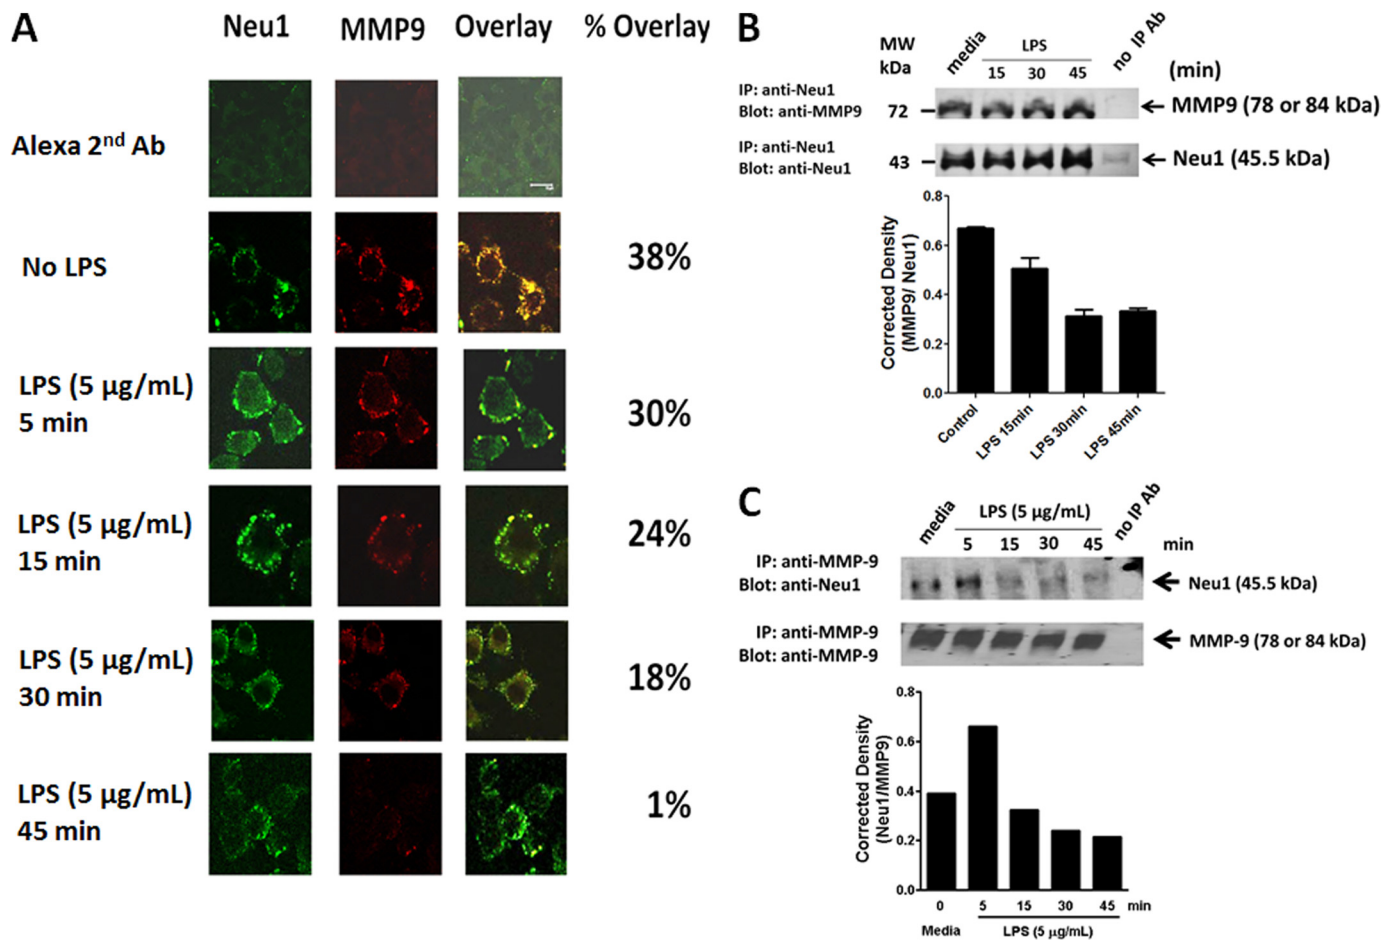 A
Neu1 MMP9 Overlay % Overlay
Alexa 2nd Ab
No LPS
38%
LPS (5 µg/mL)
5 min
30%
LPS (5 µg/mL)
15 min
24%
LPS (5 µg/mL)
30 min
18%
LPS (5 µg/mL)
45 min
1%
B
MW
kDa
media
LPS
15 30 45
no IP Ab
(min)
IP: anti-Neu1
Blot: anti-MMP9
72
MMP9 (78 or 84 kDa)
IP: anti-Neu1
Blot: anti-Neu1
43
Neu1 (45.5 kDa)
Corrected Density
(MMP9/ Neu1)
0.8
0.6
0.4
0.2
0.0
Control
LPS 15min
LPS 30min
LPS 45min
C
media
LPS (5 µg/mL)
5 15 30 45
no IP Ab
min
IP: anti-MMP-9
Blot: anti-Neu1
Neu1 (45.5 kDa)
IP: anti-MMP-9
Blot: anti-MMP-9
MMP-9 (78 or 84 kDa)
Corrected Density
(Neu1/MMP9)
0.8
0.6
0.4
0.2
0.0
0 5 15 30 45 min
Media LPS (5 µg/mL)